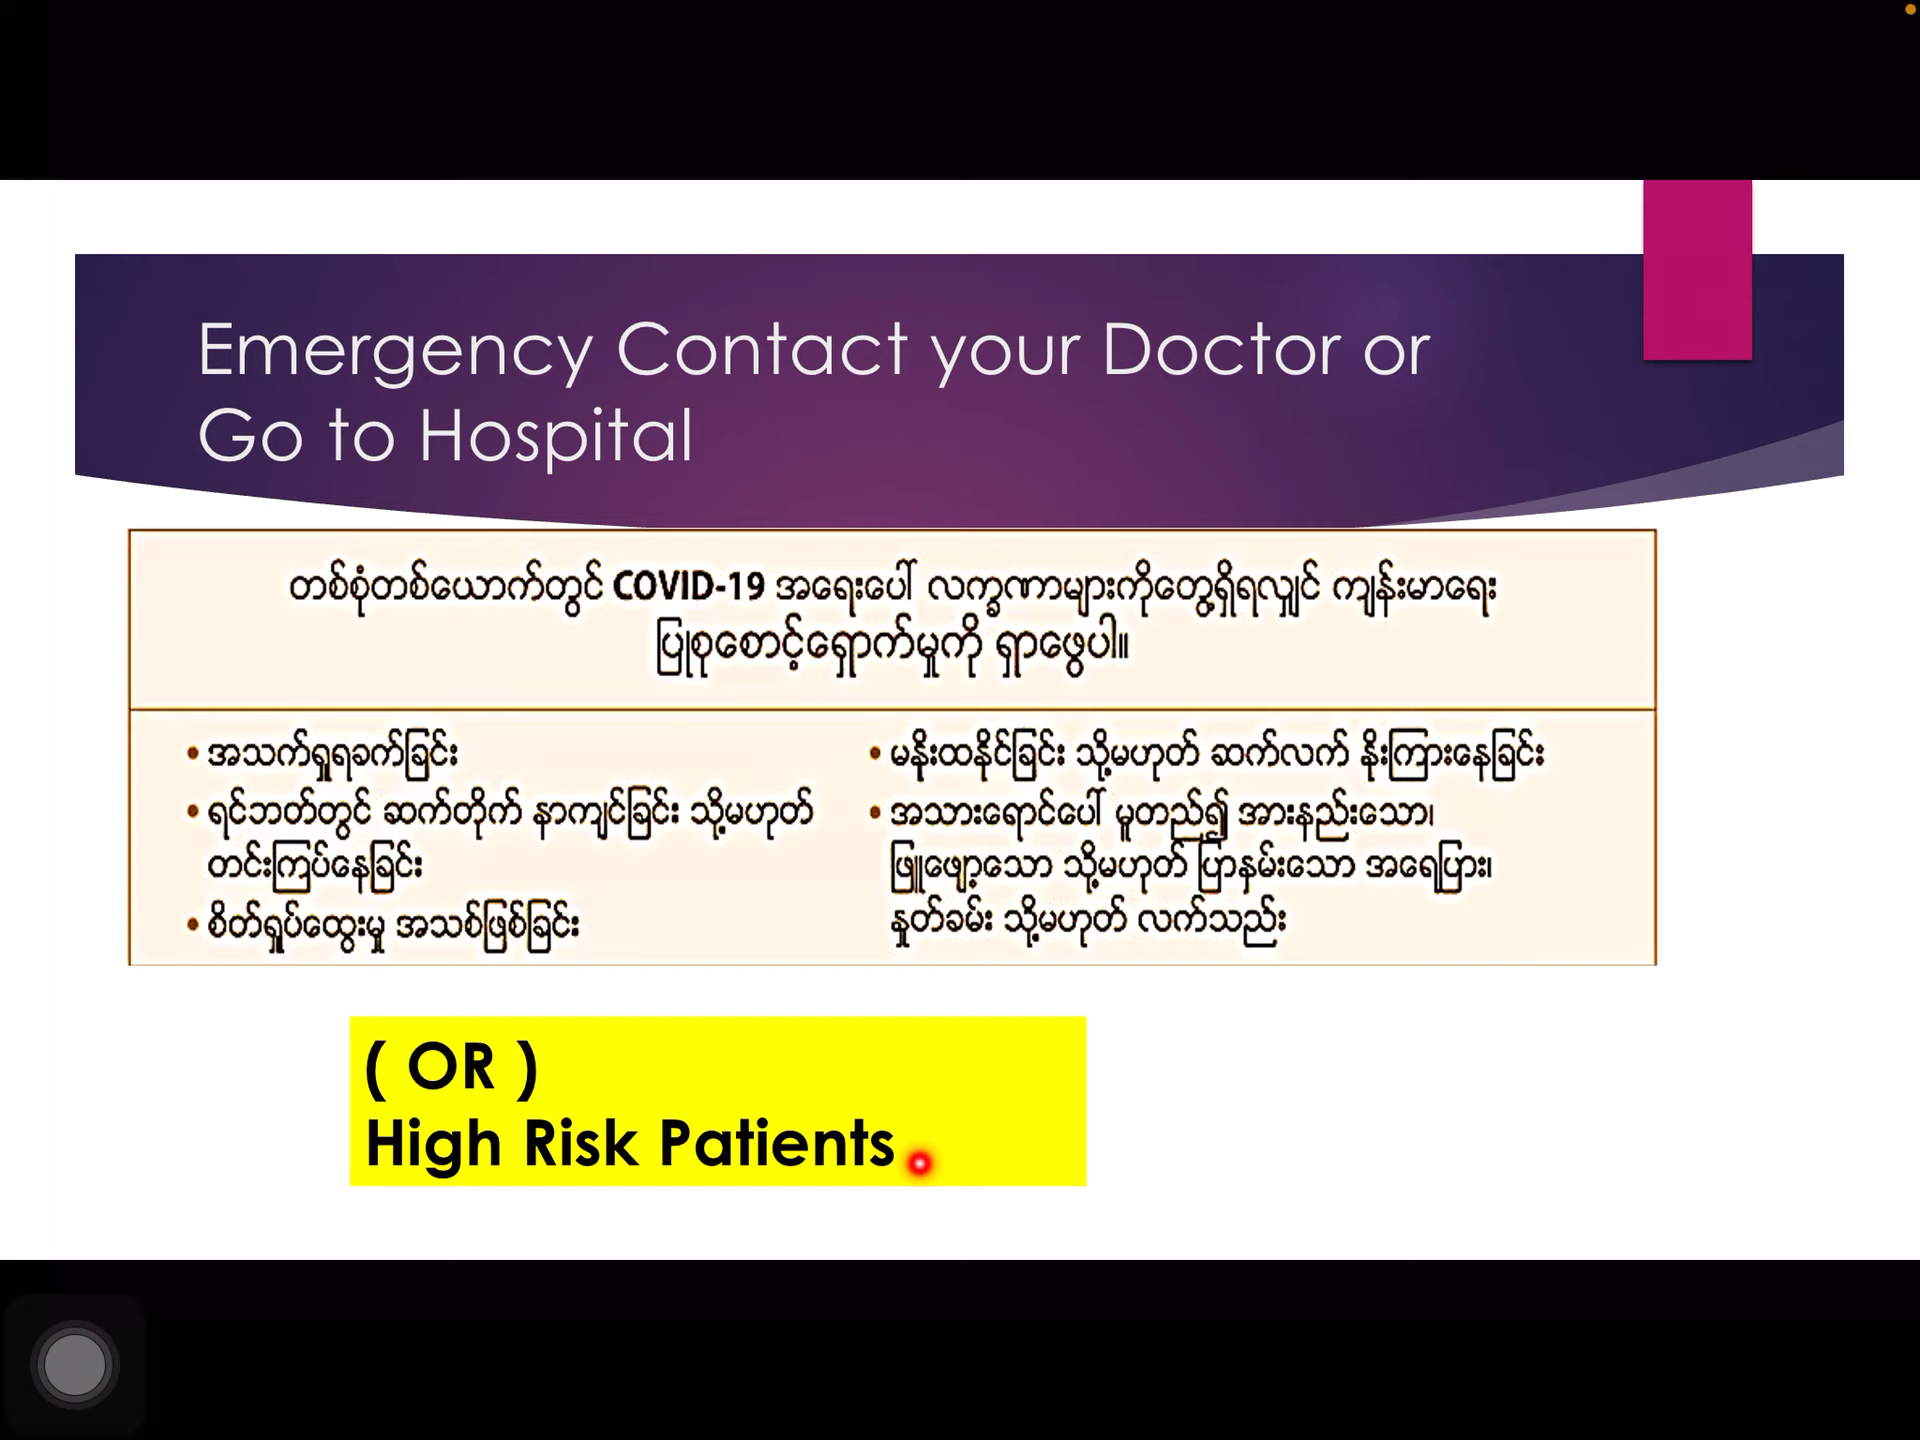 Emergency Contact your Doctor or
Go to Hospital
တစ်စုံတစ်ယောက်တွင် COVID-19 အရေးပေါ် လက္ခဏာများကိုတွေ့ရှိရလျှင် ကျန်းမာရေး
ပြုစုစောင့်ရှောက်မှုကို ရှာဖွေပါ။
• အသက်ရှူရခက်ခြင်း
• ရင်ဘတ်တွင် ဆက်တိုက် နာကျင်ခြင်း သို့မဟုတ်
တင်းကြပ်နေခြင်း
• စိတ်ရှုပ်ထွေးမှု အသစ်ဖြစ်ခြင်း
• မနိုးထနိုင်ခြင်း သို့မဟုတ် ဆက်လက် နိုးကြားနေခြင်း
• အသားရောင်ပေါ် မူတည်၍ အားနည်းသော၊
ဖြူဖျော့သော သို့မဟုတ် ပြာနှမ်းသော အရေပြား၊
နှုတ်ခမ်း သို့မဟုတ် လက်သည်း
( OR )
High Risk Patients